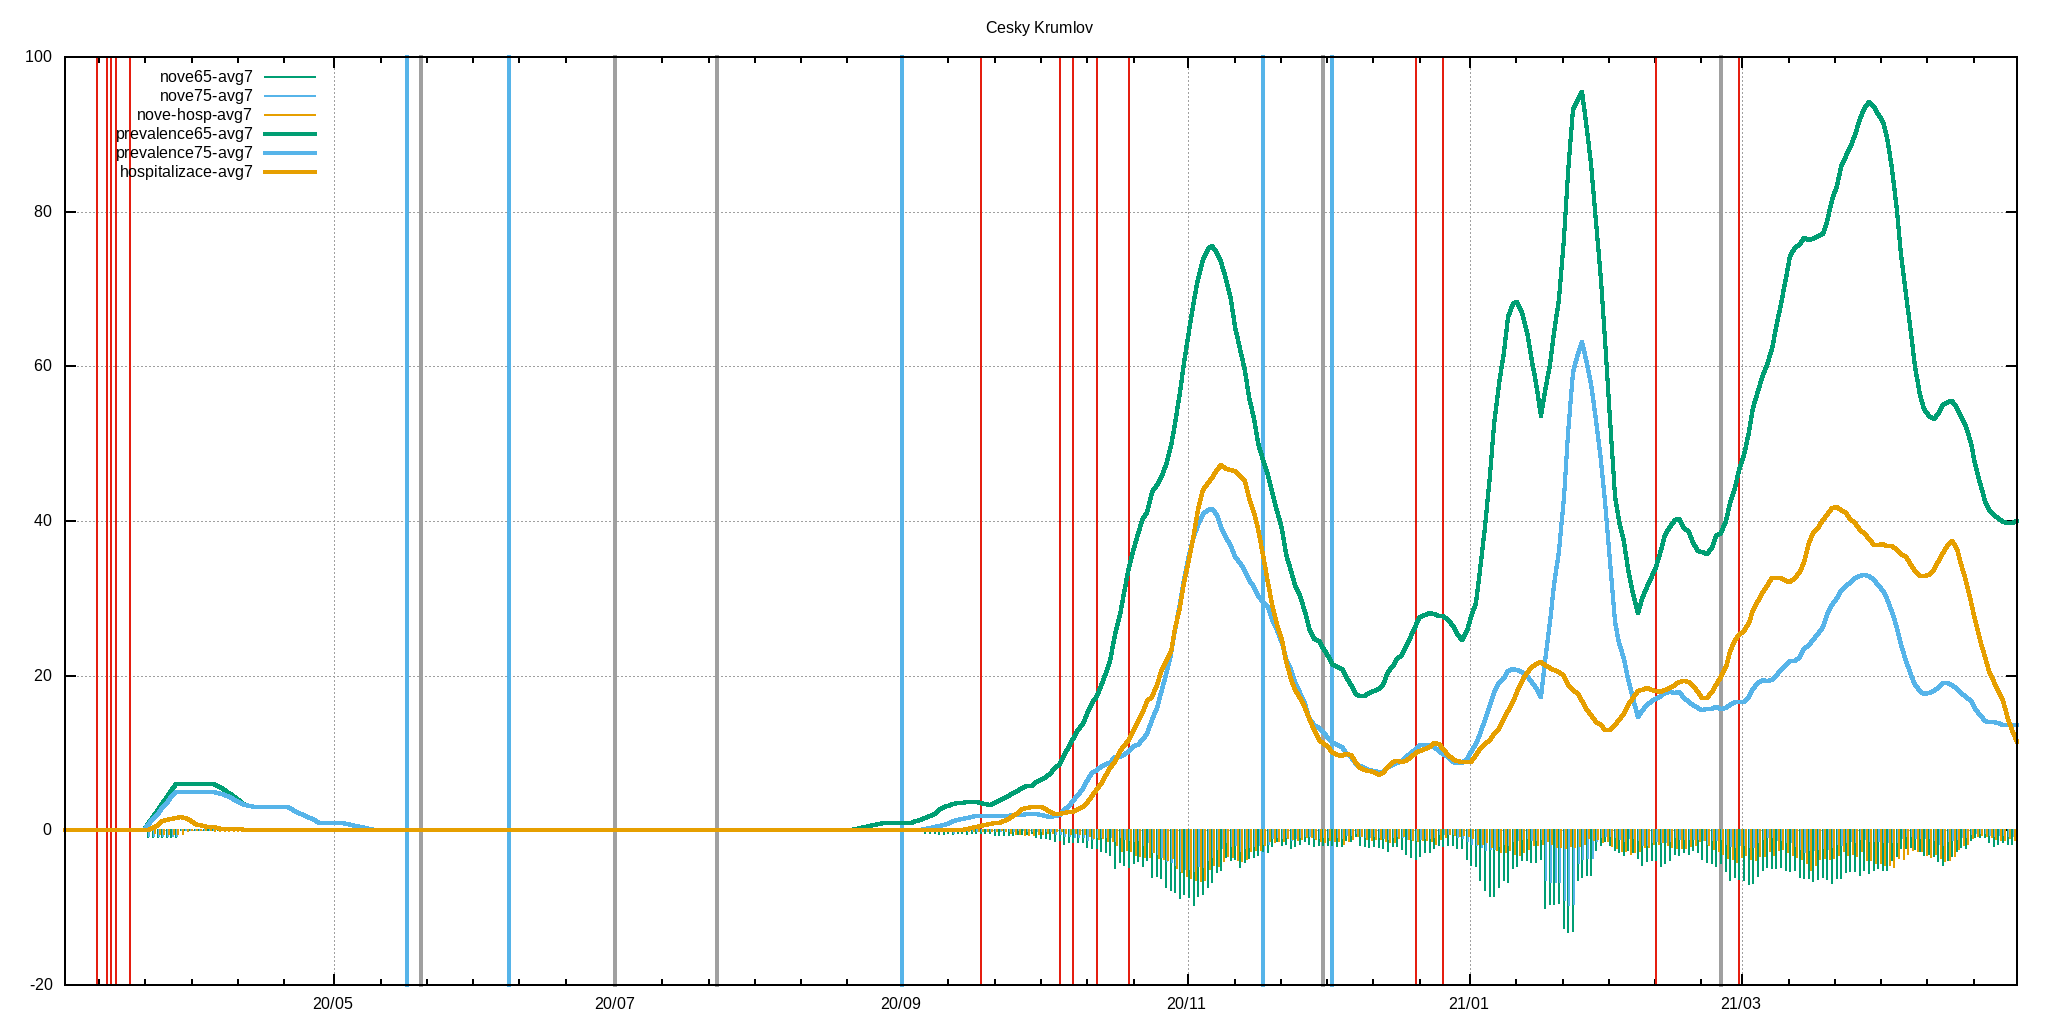 Cesky Krumlov
100
80
60
40
20
0
-20
nove65-avg7
nove75-avg7
nove-hosp-avg7
prevalence65-avg7
prevalence75-avg7
hospitalizace-avg7
20/05 20/07 20/09 20/11 21/01 21/03